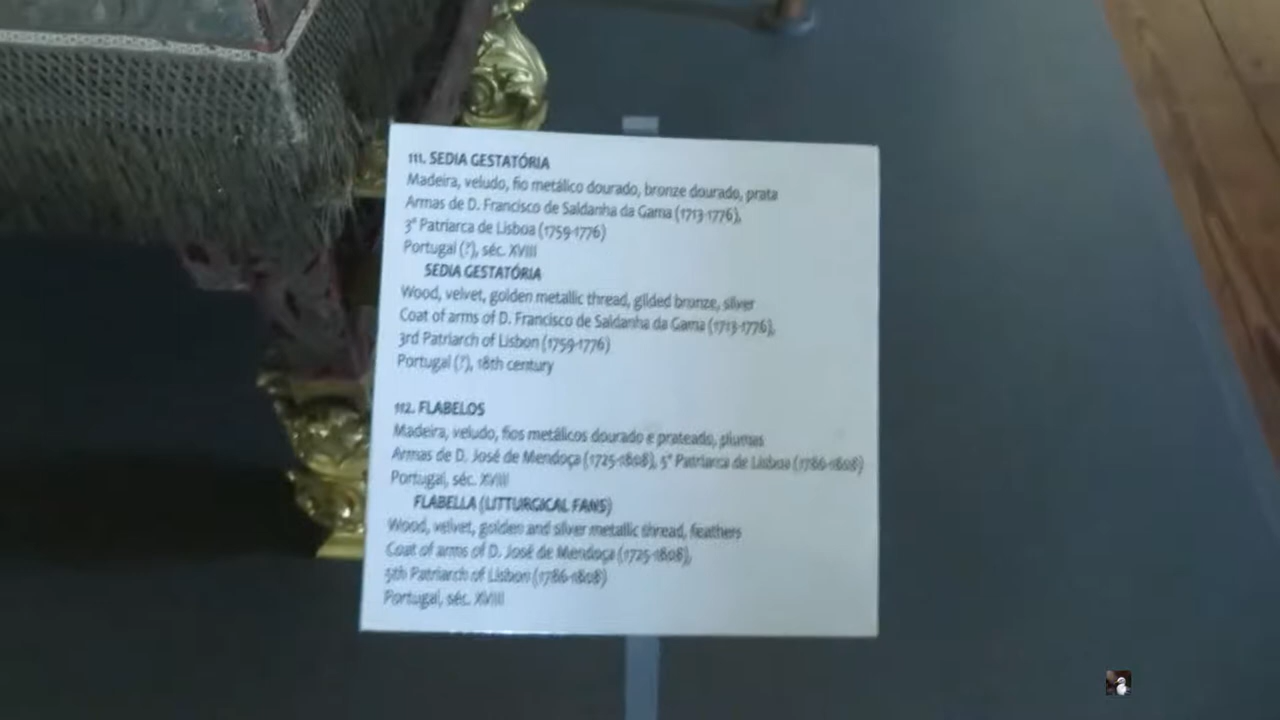 111. SEDIA GESTATÓRIA
Madeira, veludo, fio metálico dourado, bronze dourado, prata
Armas de D. Francisco de Saldanha da Gama (1713-1776),
3º Patriarca de Lisboa (1759-1776)
Portugal (?), séc. XVIII
SEDIA GESTATÓRIA
Wood, velvet, golden metallic thread, gilded bronze, silver
Coat of arms of D. Francisco de Saldanha da Gama (1713-1776),
3rd Patriarch of Lisbon (1759-1776)
Portugal (?), 18th century
112. FLABELOS
Madeira, veludo, fios metálicos dourado e prateado, plumas
Armas de D. José de Mendoça (1725-1808), 5º Patriarca de Lisboa (1786-1808)
Portugal, séc. XVIII
FLABELLA (LITTURGICAL FANS)
Wood, velvet, golden and silver metallic thread, feathers
Coat of arms of D. José de Mendoça (1725-1808),
5th Patriarch of Lisbon (1786-1808)
Portugal, séc. XVIII